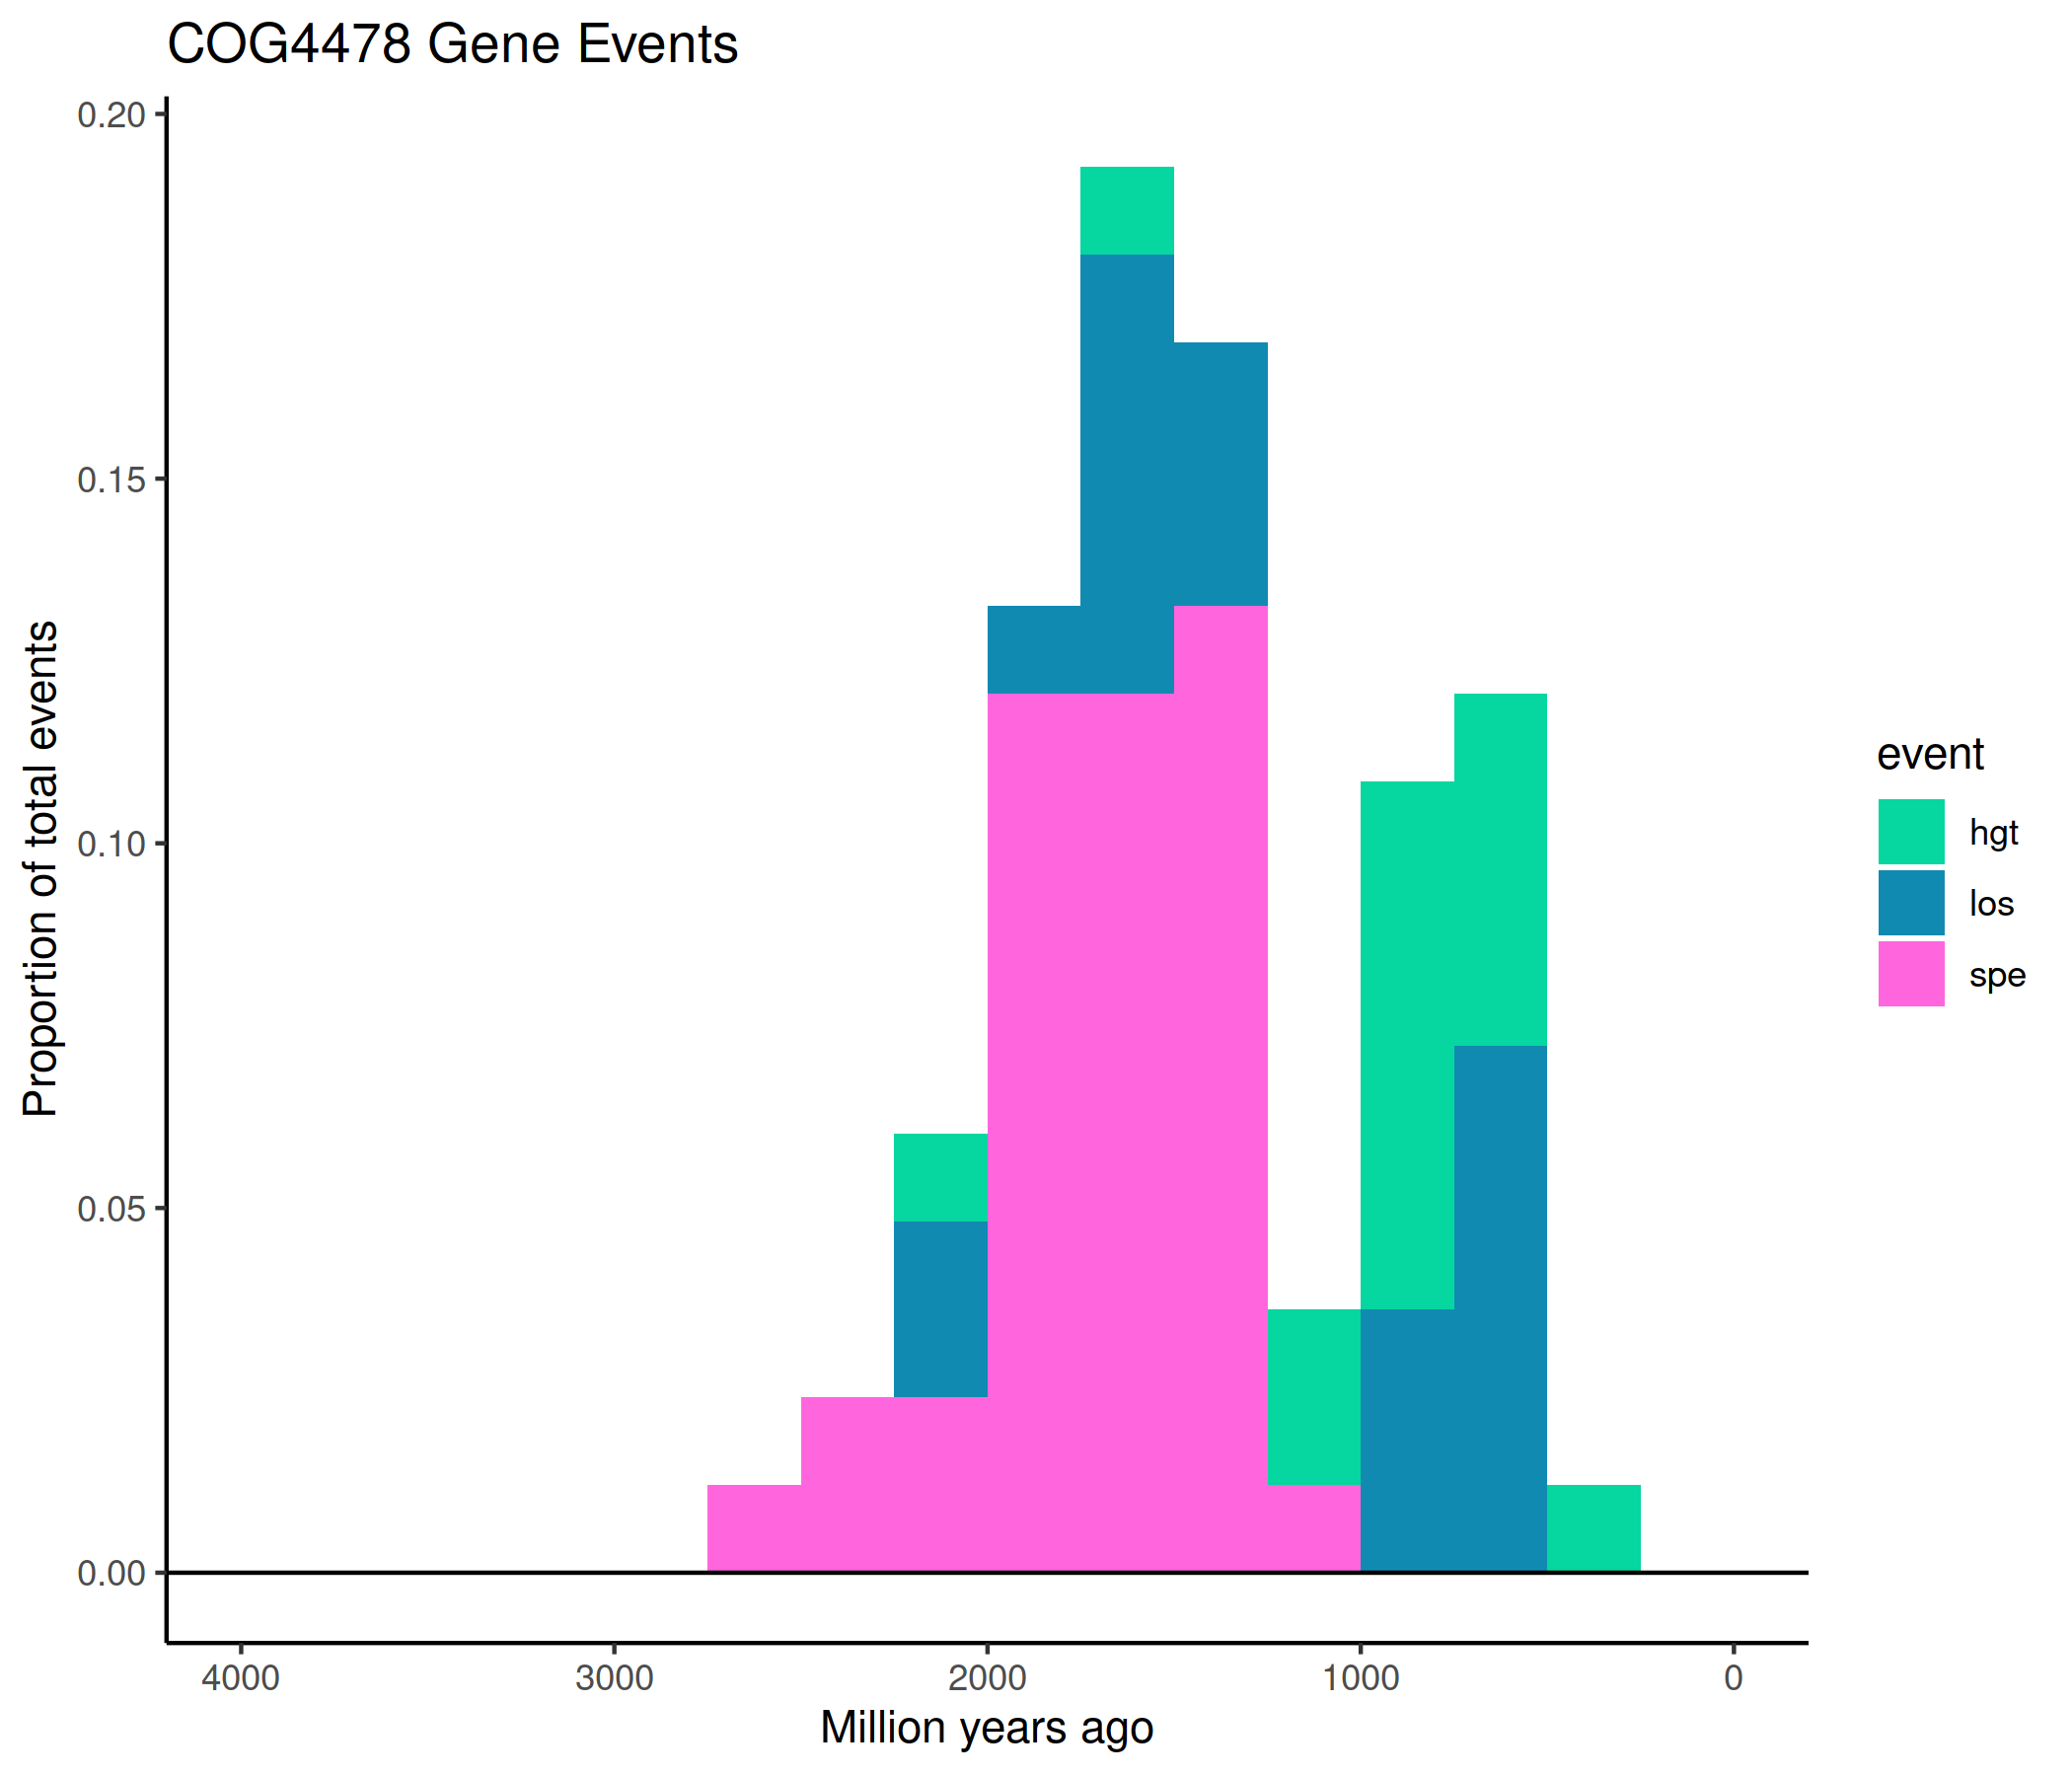 COG4478 Gene Events
0.20
0.15
0.10
0.05
0.00
Proportion of total events
4000 3000 2000 1000 0
Million years ago
event
hgt
los
spe